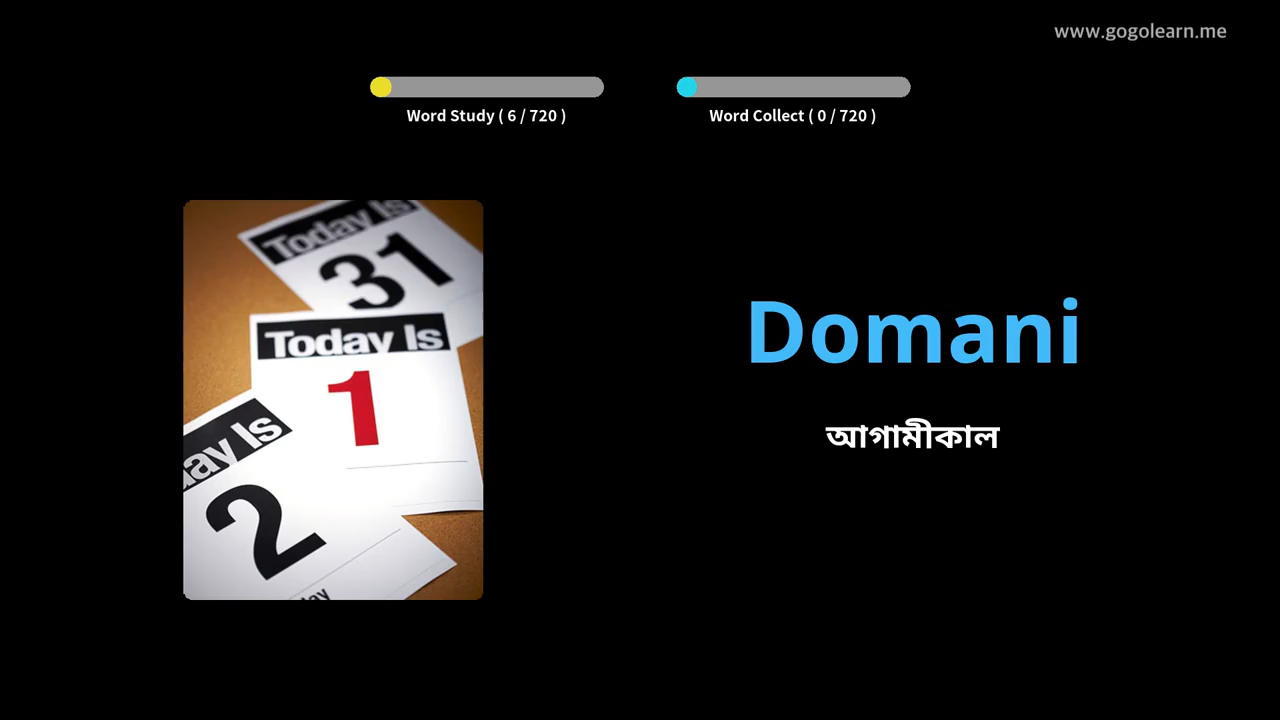 www.gogolearn.me
Word Study ( 6 / 720 )
Word Collect ( 0 / 720 )
Today Is
31
Today Is
1
ay Is
2
Domani
আগামীকাল